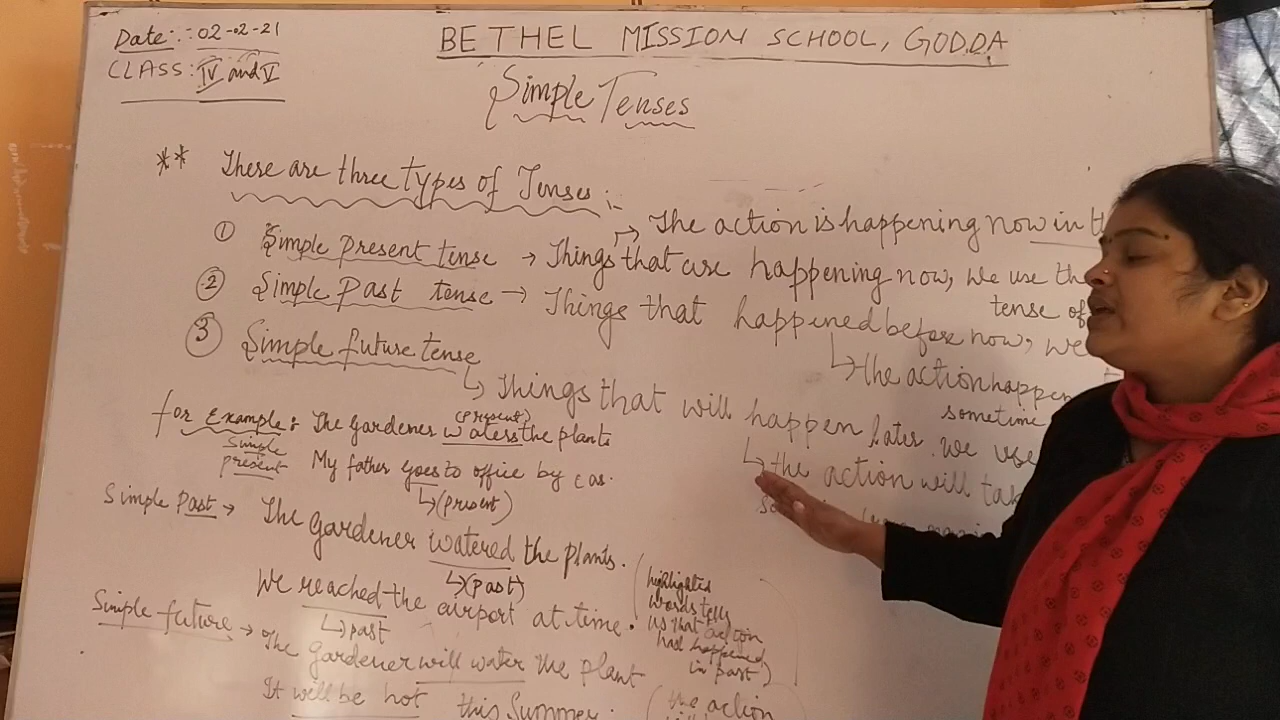 Date: : 02-02-21
CLASS: IV and V
BETHEL MISSION SCHOOL, GODDA
Simple Tenses
** There are three types of Tenses :-
The action is happening now in th
① Simple present tense → Things that are happening now, we use the
tense of
② Simple Past tense → Things that happened before now, we
the action happen
sometime
③ Simple future tense
Things that will happen later. we use
the action will tak
for Example: The gardener waters the plants
(present)
Simple present
My father goes to office by car.
(present)
Simple Past → The gardener watered the plants.
(past)
We reached the airport at time.
past
(highlighted
words tells
us that action
had happened
in past)
Simple future → The gardener will water the plant
It will be hot this Summer.
(the action